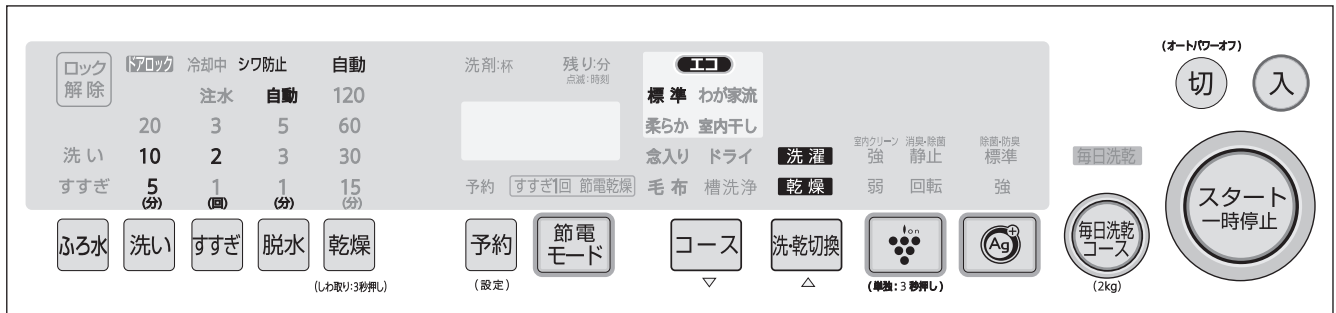 (オートパワーオフ)
ロック
解除
ドアロック 冷却中 シワ防止 自動
洗剤:杯 残り:分
点滅:時刻
エコ
切 入
注水 自動 120
標準 わが家流
20 3 5 60
柔らか 室内干し
室内クリーン 消臭・除菌 除菌・防臭
洗い 10 2 3 30
念入り ドライ 洗濯 強 静止 標準 毎日洗乾
すすぎ 5 1 1 15
予約 すすぎ1回 節電乾燥 毛布 槽洗浄 乾燥 弱 回転 強
(分) (回) (分) (分)
スタート
一時停止
ふろ水 洗い すすぎ 脱水 乾燥
予約 節電
モード
コース 洗・乾切換
ion
Ag+
毎日洗乾
コース
(しわ取り:3秒押し) (設定) ▽ △ (単独:3秒押し) (2kg)